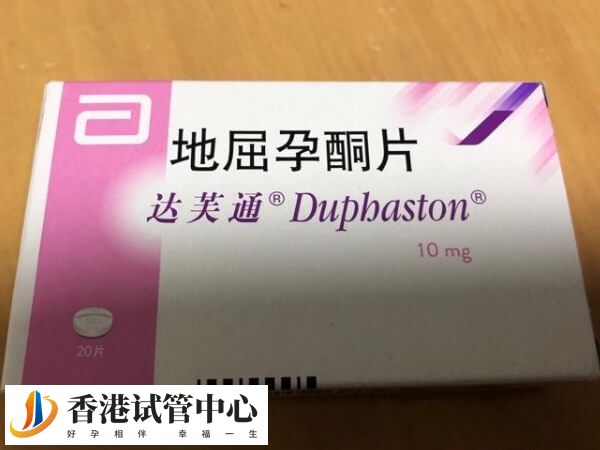 地屈孕酮片
达芙通® Duphaston®
10 mg
20片
香港试管中心
好孕相伴 幸福一生